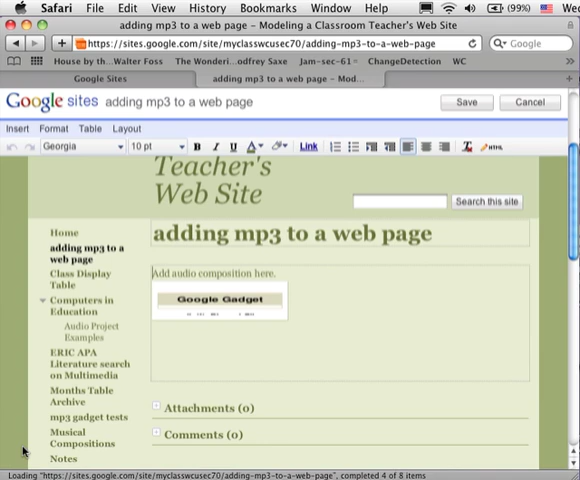 Safari File Edit View History Bookmarks Window Help (99%) Wed
adding mp3 to a web page - Modeling a Classroom Teacher's Web Site
https://sites.google.com/site/myclasswcusec70/adding-mp3-to-a-web-page
Google
House by th...Walter Foss The Wonderi...odfrey Saxe Jam-sec-61 ChangeDetection WC
Google Sites adding mp3 to a web page - Mod...
Google sites adding mp3 to a web page Save Cancel
Insert Format Table Layout
Georgia 10 pt B I U A Link HTML
Teacher's
Web Site
Search this site
adding mp3 to a web page
Home
adding mp3 to a
web page
Class Display
Table
Computers in
Education
Audio Project
Examples
ERIC APA
Literature search
on Multimedia
Months Table
Archive
mp3 gadget tests
Musical
Compositions
Notes
Add audio composition here.
Google Gadget
Attachments (0)
Comments (0)
Loading "https://sites.google.com/site/myclasswcusec70/adding-mp3-to-a-web-page", completed 4 of 8 items